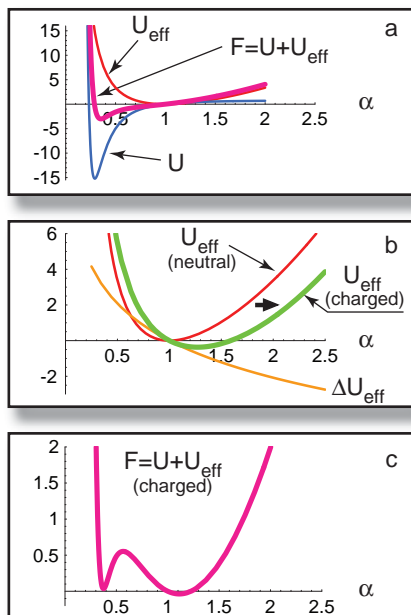 15
10
5
-5
-10
-15
0.5
1
1.5
2
2.5
U_eff
F=U+U_eff
U
α
a
6
4
2
-2
0.5
1
1.5
2
2.5
U_eff
(neutral)
U_eff
(charged)
ΔU_eff
α
b
2
1.5
1
0.5
0.5
1
1.5
2
2.5
F=U+U_eff
(charged)
α
c